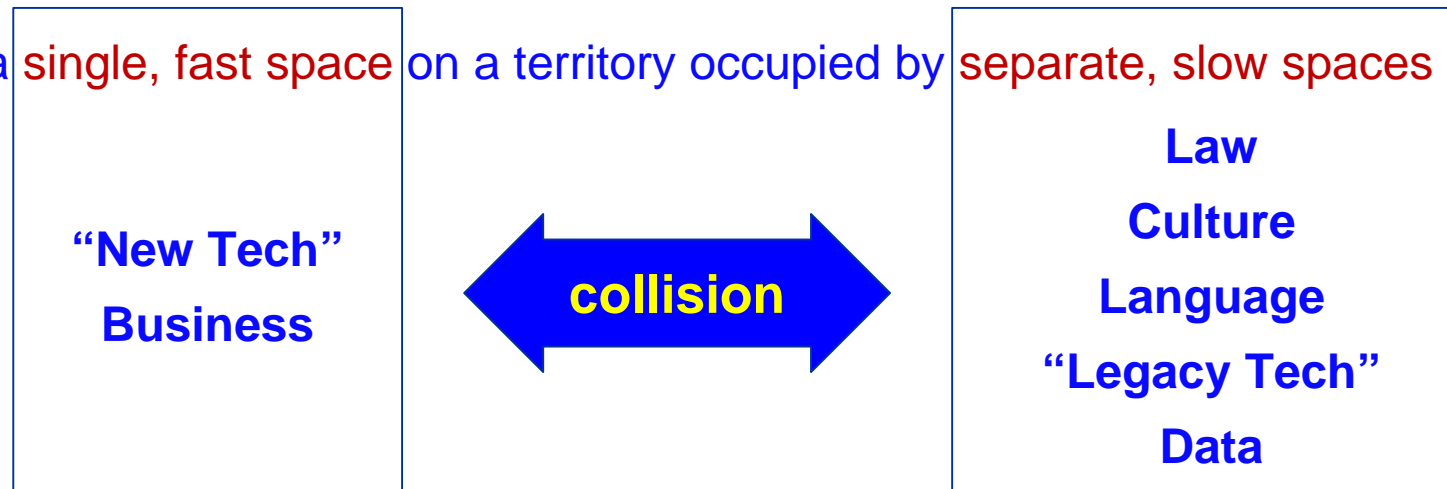 a single, fast space on a territory occupied by separate, slow spaces
“New Tech”
Business
collision
Law
Culture
Language
“Legacy Tech”
Data